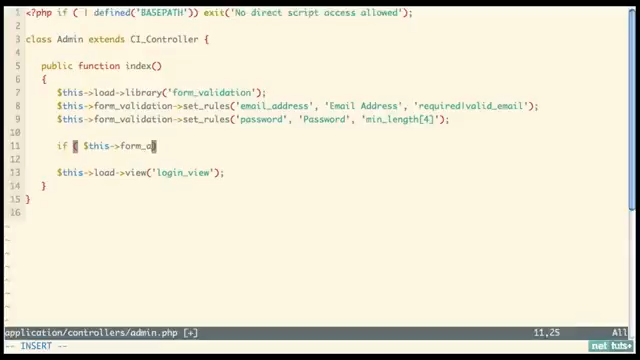 1 <?php if ( ! defined('BASEPATH')) exit('No direct script access allowed');
2
3 class Admin extends CI_Controller {
4
5 public function index()
6 {
7 $this->load->library('form_validation');
8 $this->form_validation->set_rules('email_address', 'Email Address', 'required|valid_email');
9 $this->form_validation->set_rules('password', 'Password', 'min_length[4]');
10
11 if ( $this->form_a)
12
13 $this->load->view('login_view');
14 }
15 }
16
~
~
~
~
~
~
~
~
application/controllers/admin.php [+] 11,25 All
-- INSERT -- nettuts+